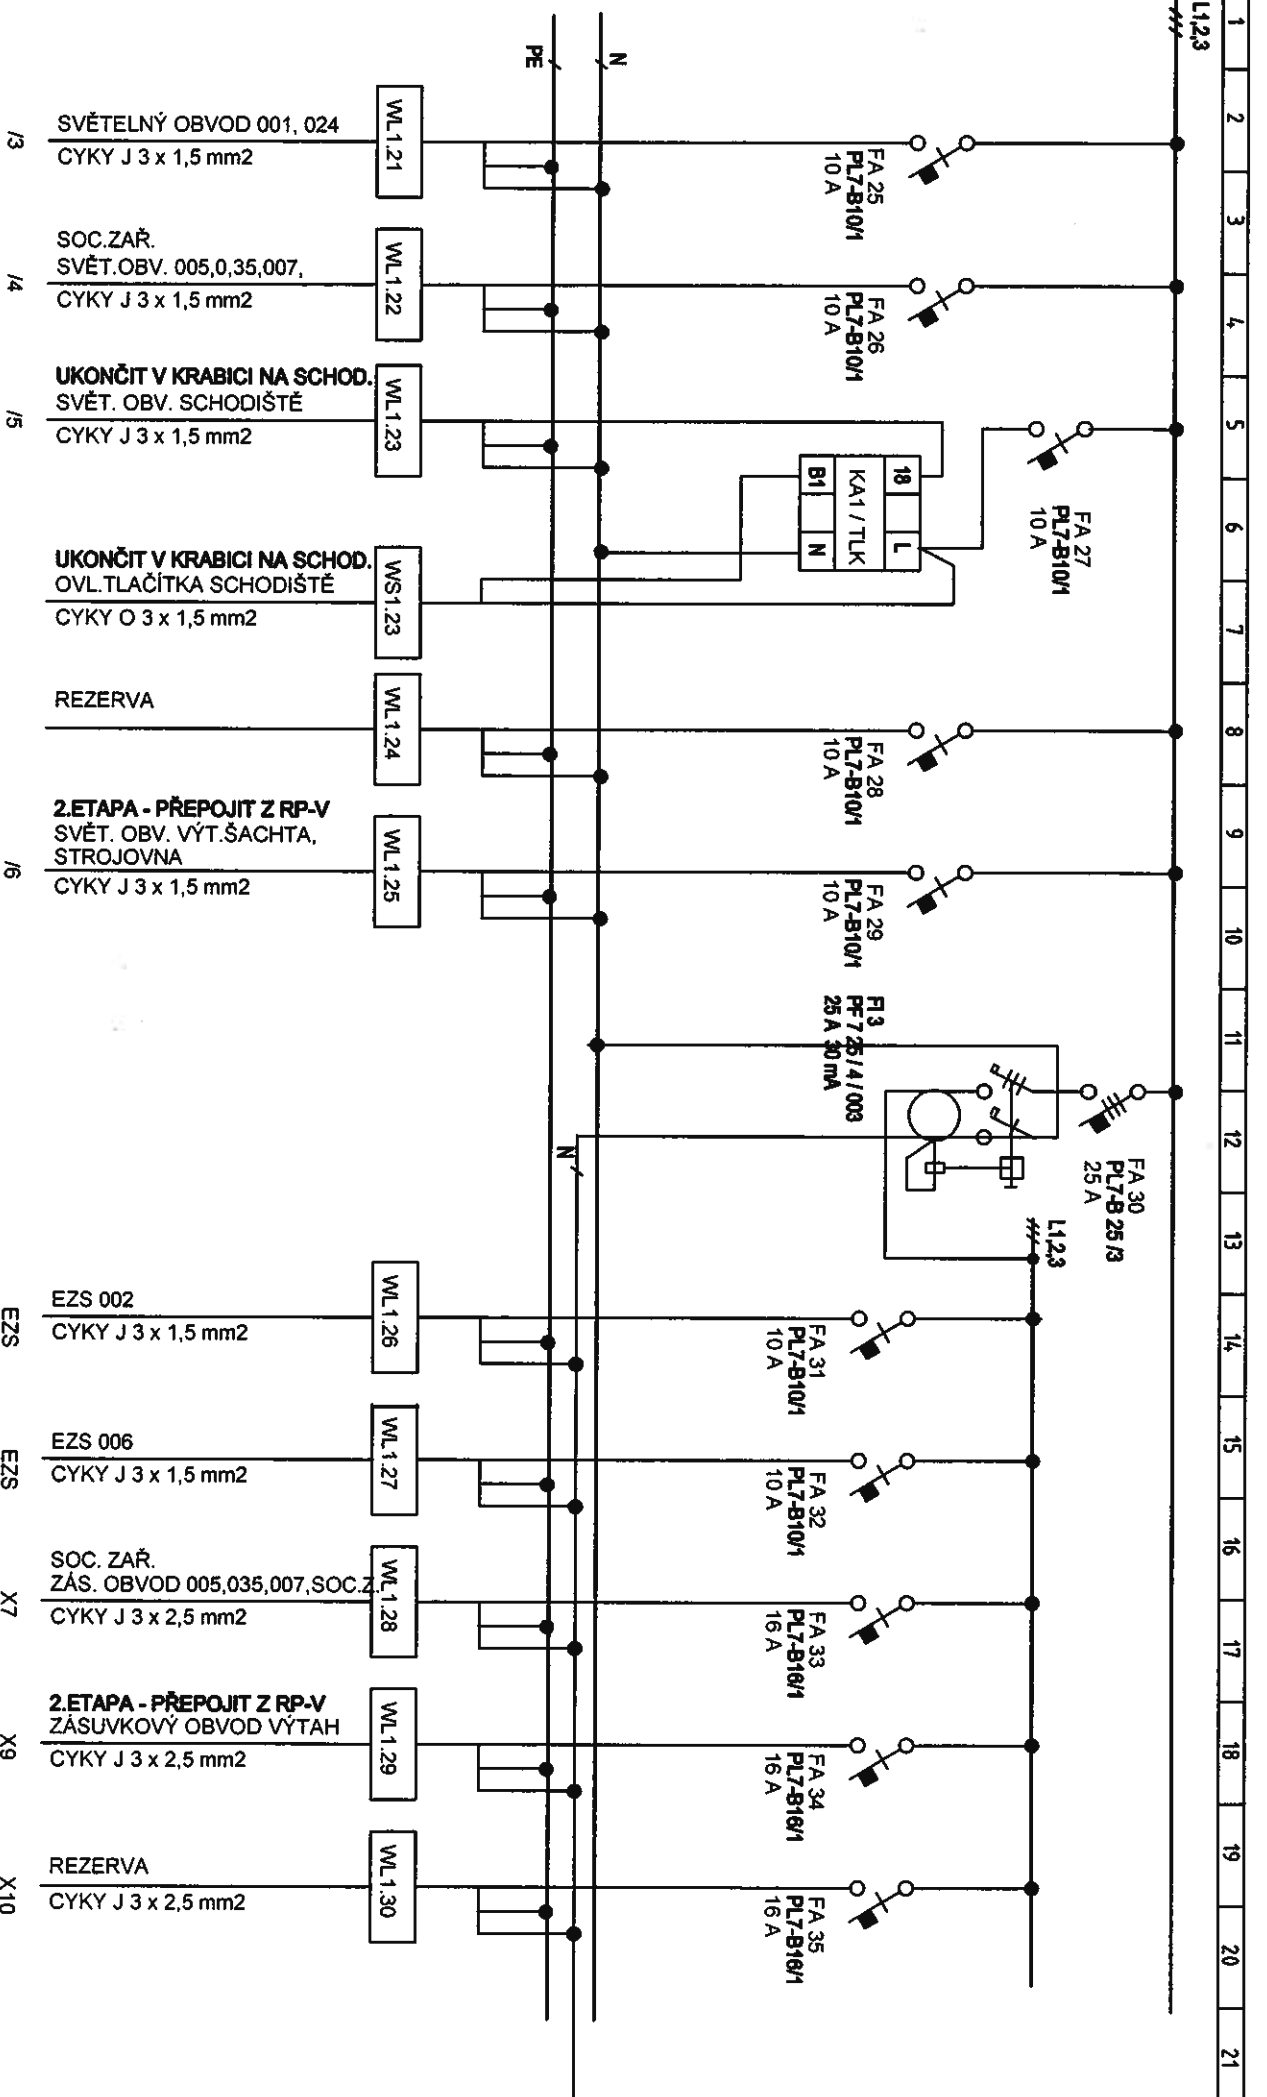 1
2
3
4
5
6
7
8
9
10
11
12
13
14
15
16
17
18
19
20
21
L1,2,3
N
PE
FA 25
PL7-B10/1
10 A
WL1.21
SVĚTELNÝ OBVOD 001, 024
CYKY J 3 x 1,5 mm2
/3
FA 26
PL7-B10/1
10 A
WL1.22
SOC.ZAŘ.
SVĚT.OBV. 005,0,35,007,
CYKY J 3 x 1,5 mm2
/4
FA 27
PL7-B10/1
10 A
18
L
KA1 / TLK
B1
N
WL1.23
UKONČIT V KRABICI NA SCHOD.
SVĚT. OBV. SCHODIŠTĚ
CYKY J 3 x 1,5 mm2
/5
WS1.23
UKONČIT V KRABICI NA SCHOD.
OVL.TLAČÍTKA SCHODIŠTĚ
CYKY O 3 x 1,5 mm2
FA 28
PL7-B10/1
10 A
WL1.24
REZERVA
FA 29
PL7-B10/1
10 A
WL1.25
2.ETAPA - PŘEPOJIT Z RP-V
SVĚT. OBV. VÝT.ŠACHTA,
STROJOVNA
CYKY J 3 x 1,5 mm2
/6
FI 3
PF 7 25 / 4 / 003
25 A 30 mA
FA 30
PL7-B 25 /3
25 A
N
L1,2,3
FA 31
PL7-B10/1
10 A
WL1.26
EZS 002
CYKY J 3 x 1,5 mm2
EZS
FA 32
PL7-B10/1
10 A
WL1.27
EZS 006
CYKY J 3 x 1,5 mm2
EZS
FA 33
PL7-B16/1
16 A
WL1.28
SOC. ZAŘ.
ZÁS. OBVOD 005,035,007,SOC.Z.
CYKY J 3 x 2,5 mm2
X7
FA 34
PL7-B16/1
16 A
WL1.29
2.ETAPA - PŘEPOJIT Z RP-V
ZÁSUVKOVÝ OBVOD VÝTAH
CYKY J 3 x 2,5 mm2
X9
FA 35
PL7-B16/1
16 A
WL1.30
REZERVA
CYKY J 3 x 2,5 mm2
X10